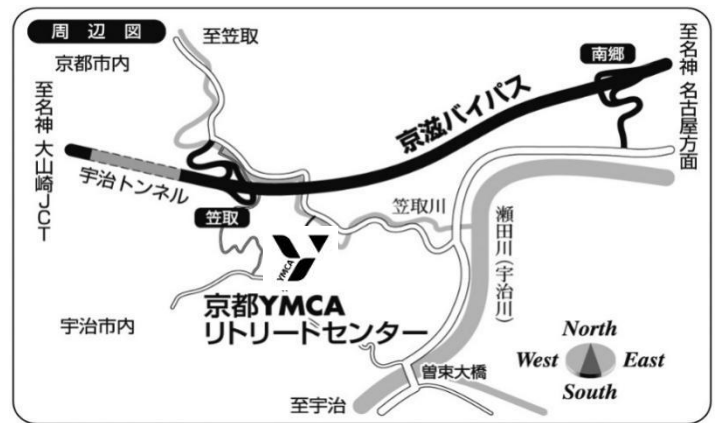 周辺図
至笠取
京都市内
南郷
至名神 名古屋方面
至名神 大山崎JCT
京滋バイパス
宇治トンネル
笠取
笠取川
瀬田川(宇治川)
YMCA
京都YMCA
リトリートセンター
宇治市内
曽束大橋
至宇治
North
West East
South